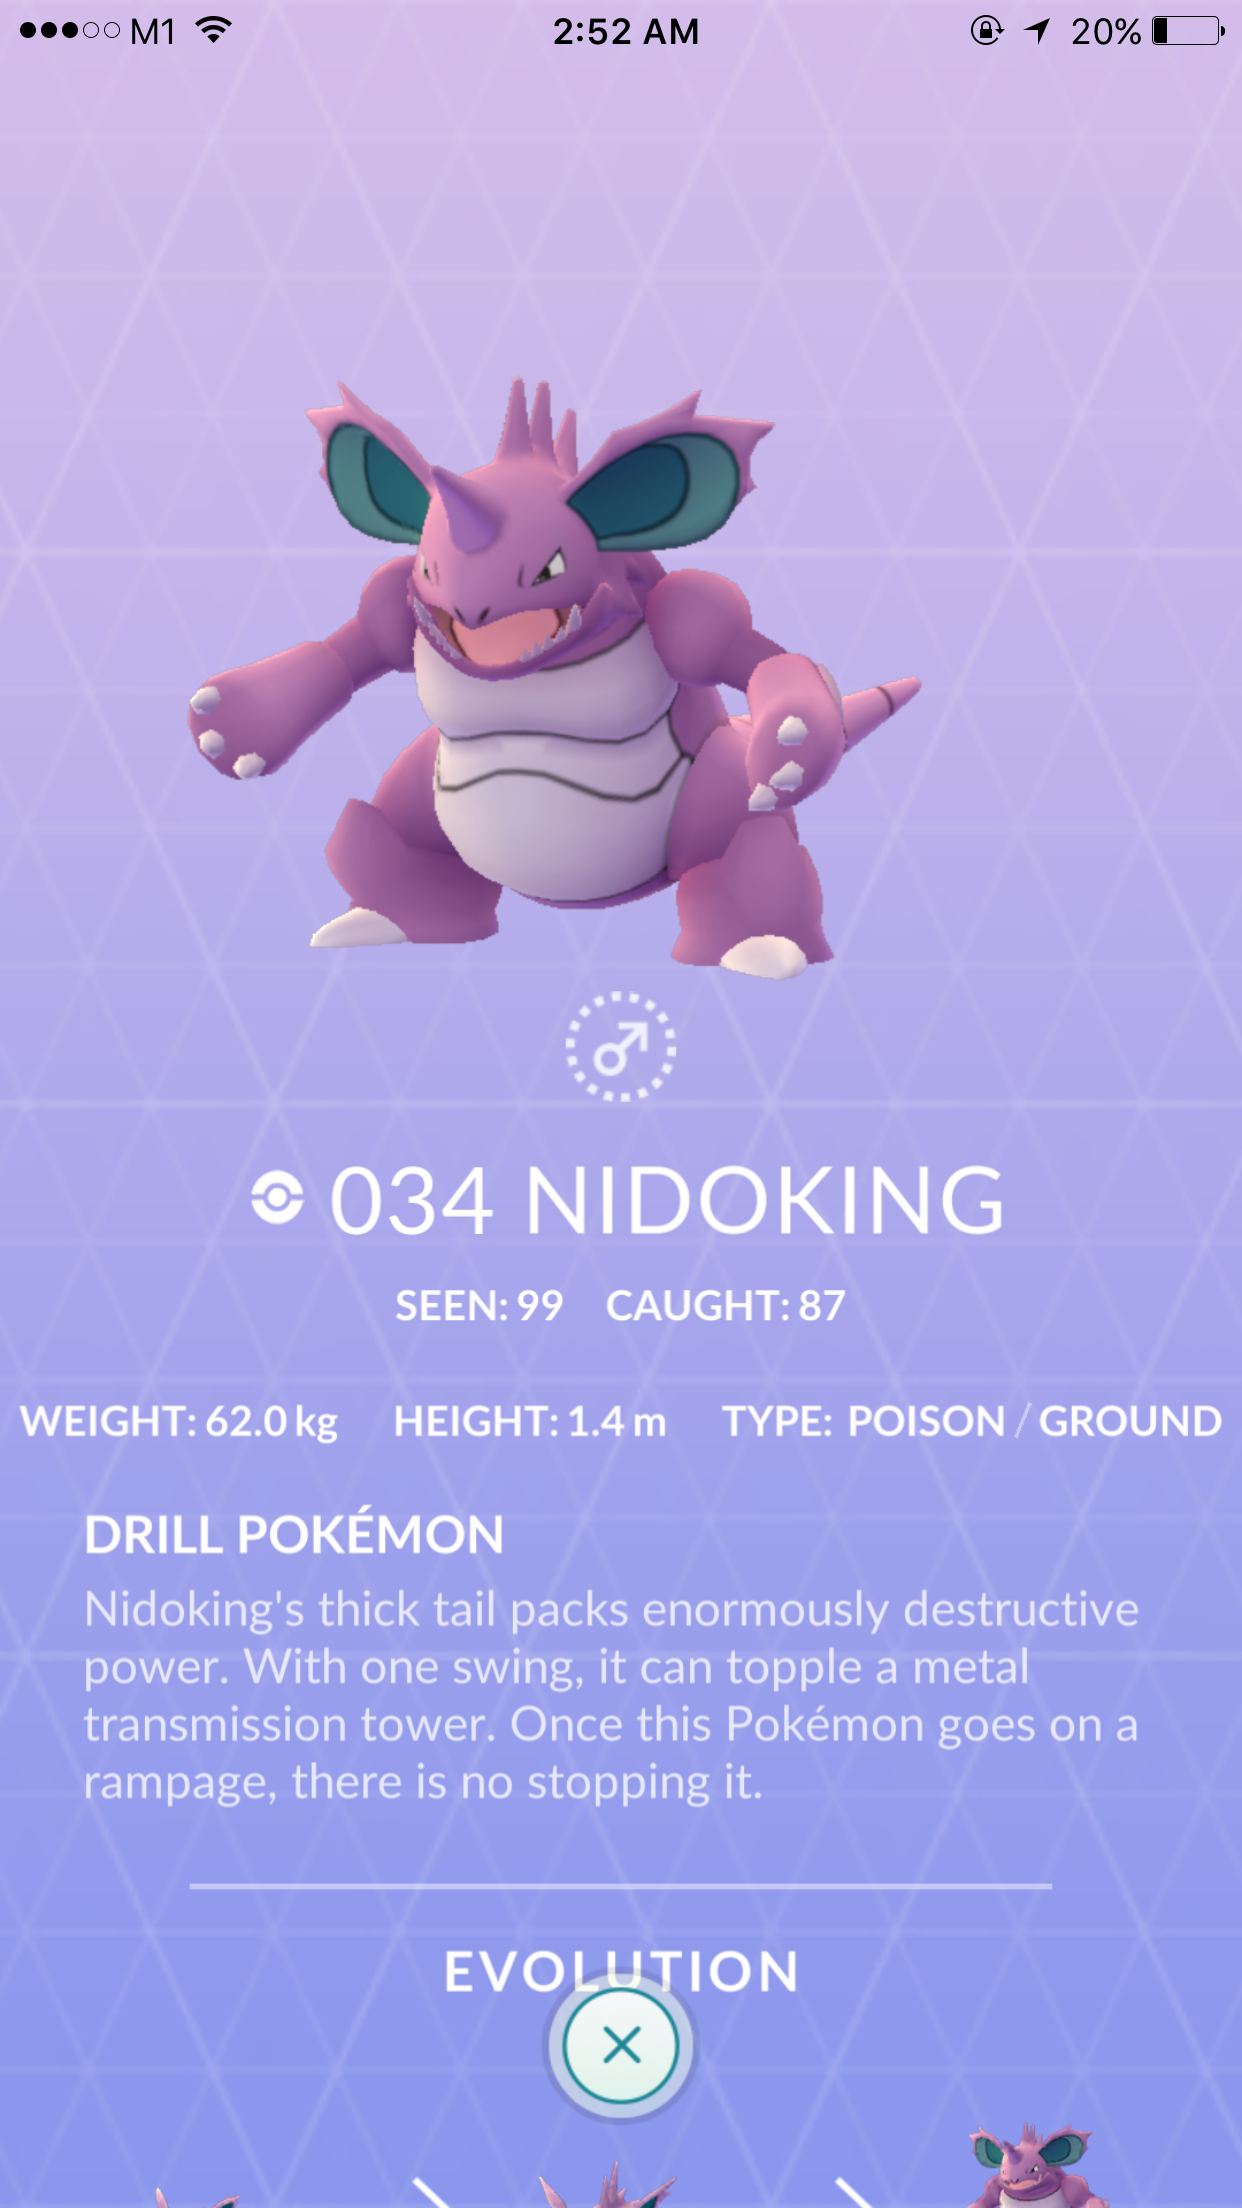 M1 2:52 AM 20%
034 NIDOKING
SEEN: 99 CAUGHT: 87
WEIGHT: 62.0 kg HEIGHT: 1.4 m TYPE: POISON / GROUND
DRILL POKÉMON
Nidoking's thick tail packs enormously destructive
power. With one swing, it can topple a metal
transmission tower. Once this Pokémon goes on a
rampage, there is no stopping it.
EVOLUTION